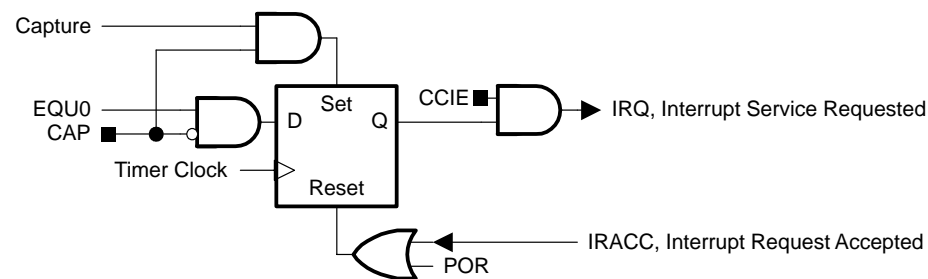 Capture
EQU0
CAP
Timer Clock
Set
D
Q
Reset
CCIE
IRQ, Interrupt Service Requested
IRACC, Interrupt Request Accepted
POR